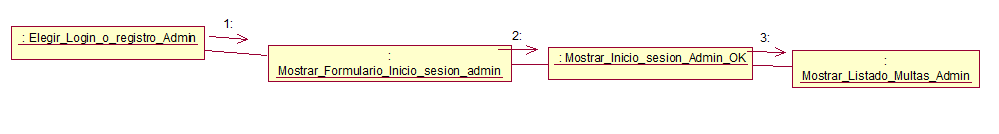 1:
: Elegir_Login_o_registro_Admin
:
Mostrar_Formulario_Inicio_sesion_admin
2:
: Mostrar_Inicio_sesion_Admin_OK
3:
:
Mostrar_Listado_Multas_Admin